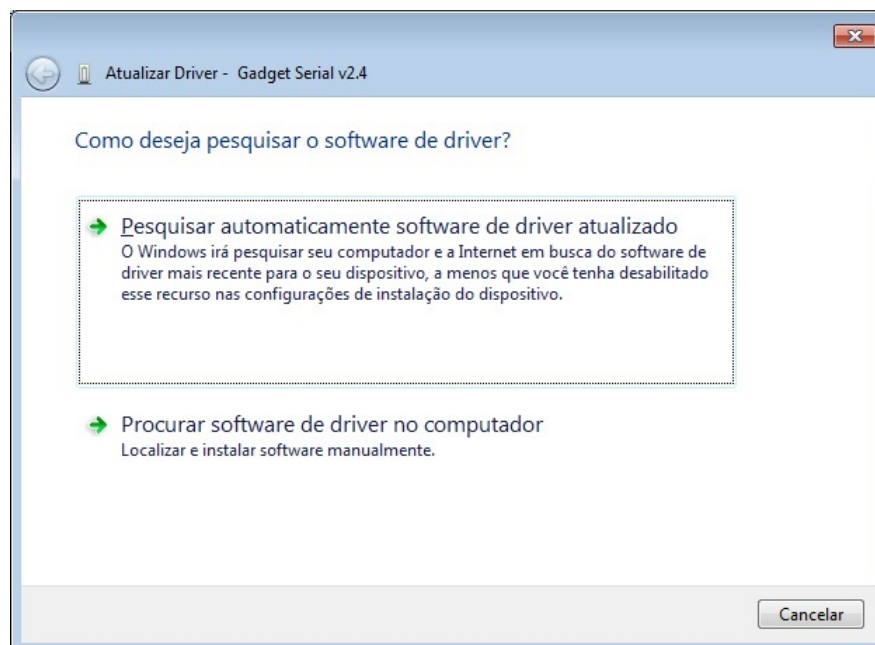 Atualizar Driver - Gadget Serial v2.4
Como deseja pesquisar o software de driver?
Pesquisar automaticamente software de driver atualizado
O Windows irá pesquisar seu computador e a Internet em busca do software de
driver mais recente para o seu dispositivo, a menos que você tenha desabilitado
esse recurso nas configurações de instalação do dispositivo.
Procurar software de driver no computador
Localizar e instalar software manualmente.
Cancelar